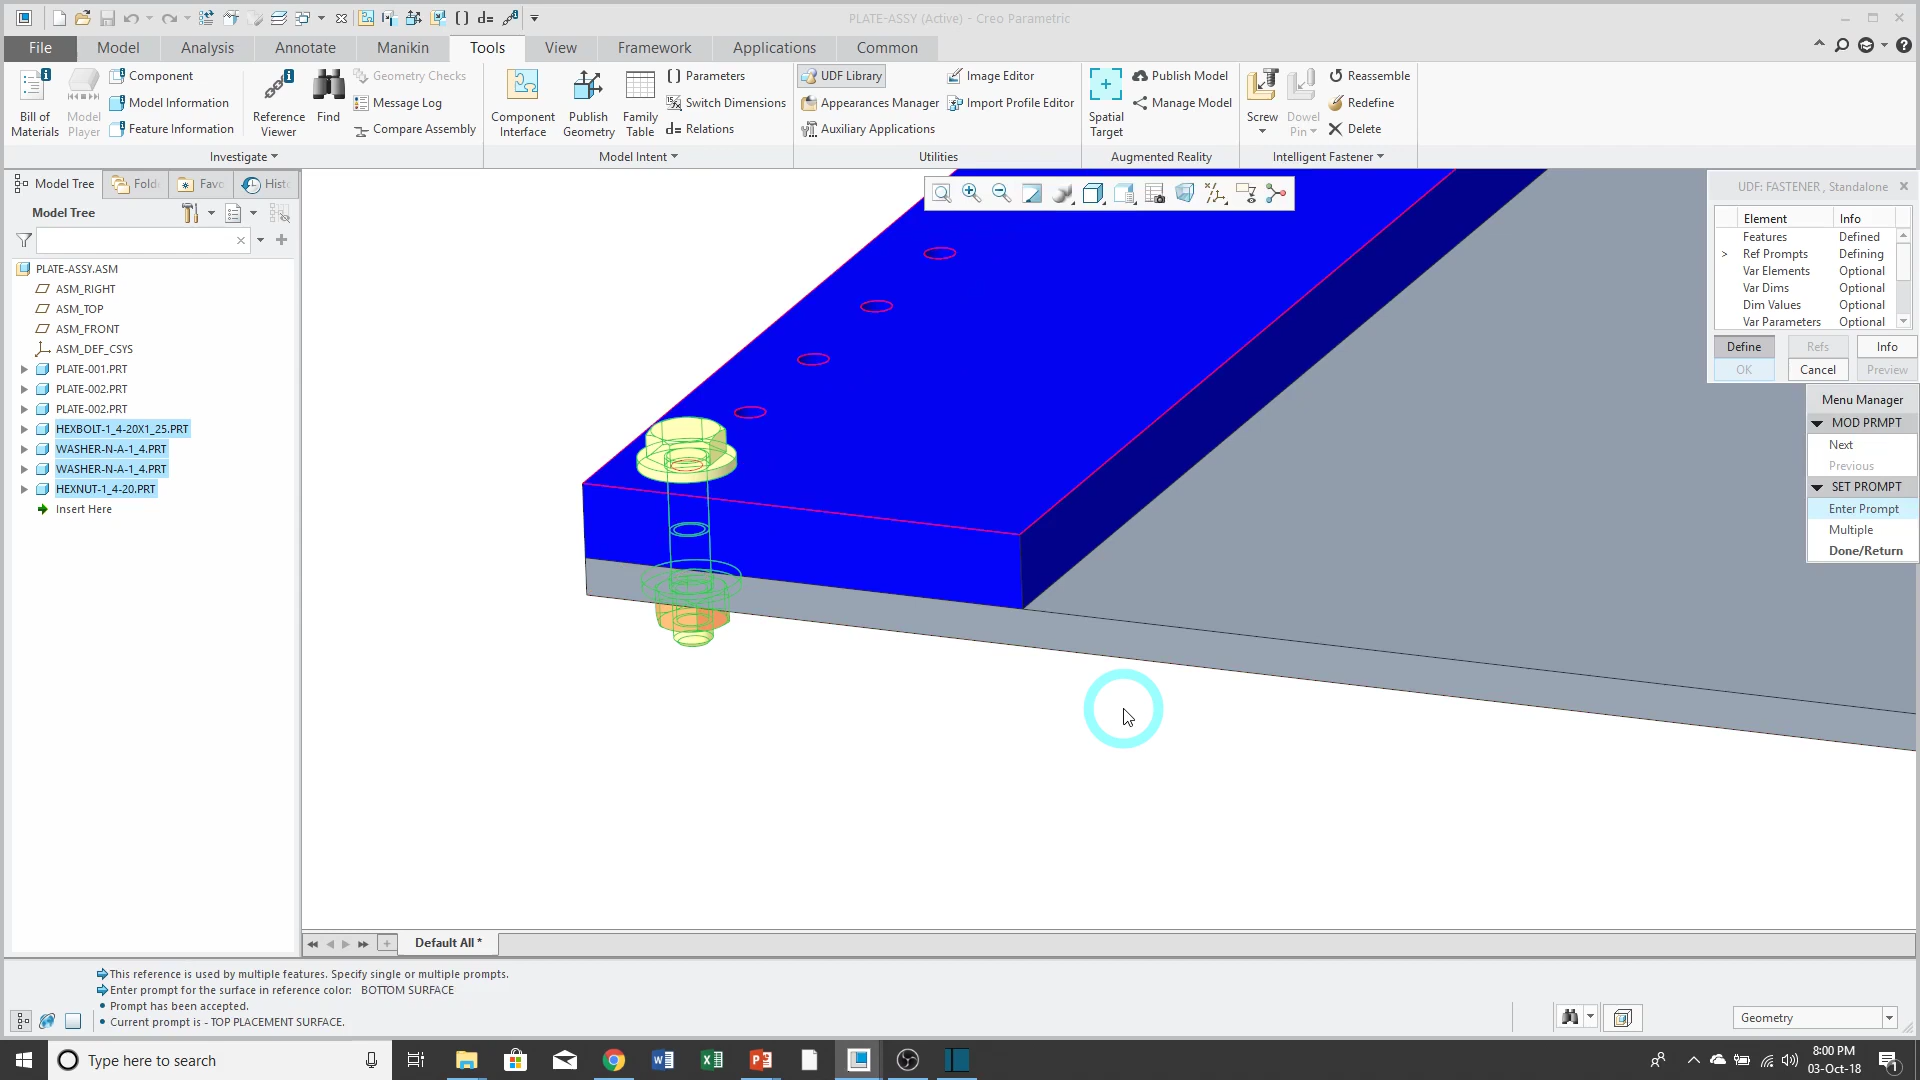 PLATE-ASSY (Active) - Creo Parametric
File Model Analysis Annotate Manikin Tools View Framework Applications Common
Bill of Materials
Model Player
Component
Model Information
Feature Information
Reference Viewer
Find
Geometry Checks
Message Log
Compare Assembly
Component Interface
Publish Geometry
Family Table
Parameters
Switch Dimensions
Relations
UDF Library
Appearances Manager
Auxiliary Applications
Image Editor
Import Profile Editor
Spatial Target
Publish Model
Manage Model
Screw
Dowel Pin
Reassemble
Redefine
Delete
Investigate Model Intent Utilities Augmented Reality Intelligent Fastener
Model Tree Fold Favo Histo
Model Tree
PLATE-ASSY.ASM
ASM_RIGHT
ASM_TOP
ASM_FRONT
ASM_DEF_CSYS
PLATE-001.PRT
PLATE-002.PRT
PLATE-002.PRT
HEXBOLT-1_4-20X1_25.PRT
WASHER-N-A-1_4.PRT
WASHER-N-A-1_4.PRT
HEXNUT-1_4-20.PRT
Insert Here
UDF: FASTENER , Standalone
Element Info
Features Defined
> Ref Prompts Defining
Var Elements Optional
Var Dims Optional
Dim Values Optional
Var Parameters Optional
Define Refs Info
OK Cancel Preview
Menu Manager
MOD PRMPT
Next
Previous
SET PROMPT
Enter Prompt
Multiple
Done/Return
Default All *
This reference is used by multiple features. Specify single or multiple prompts.
Enter prompt for the surface in reference color: BOTTOM SURFACE
• Prompt has been accepted.
• Current prompt is - TOP PLACEMENT SURFACE.
Geometry
Type here to search
8:00 PM
03-Oct-18
1